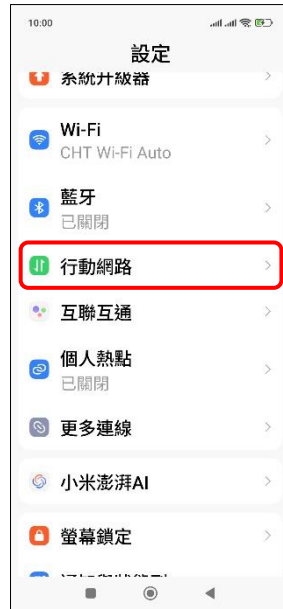 10:00
設定
系統升級器
Wi-Fi
CHT Wi-Fi Auto
藍牙
已關閉
行動網路
互聯互通
個人熱點
已關閉
更多連線
小米澎湃AI
螢幕鎖定